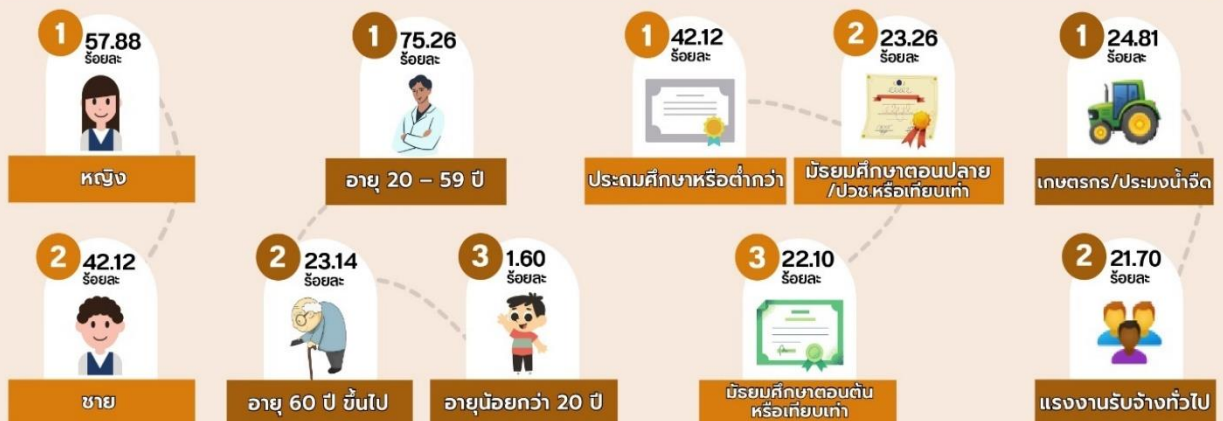 1 57.88
ร้อยละ
หญิง
2 42.12
ร้อยละ
ชาย
1 75.26
ร้อยละ
อายุ 20 – 59 ปี
2 23.14
ร้อยละ
อายุ 60 ปี ขึ้นไป
3 1.60
ร้อยละ
อายุน้อยกว่า 20 ปี
1 42.12
ร้อยละ
ประถมศึกษาหรือต่ำกว่า
2 23.26
ร้อยละ
มัธยมศึกษาตอนปลาย
/ปวช.หรือเทียบเท่า
3 22.10
ร้อยละ
มัธยมศึกษาตอนต้น
หรือเทียบเท่า
1 24.81
ร้อยละ
เกษตรกร/ประมงน้ำจืด
2 21.70
ร้อยละ
แรงงานรับจ้างทั่วไป